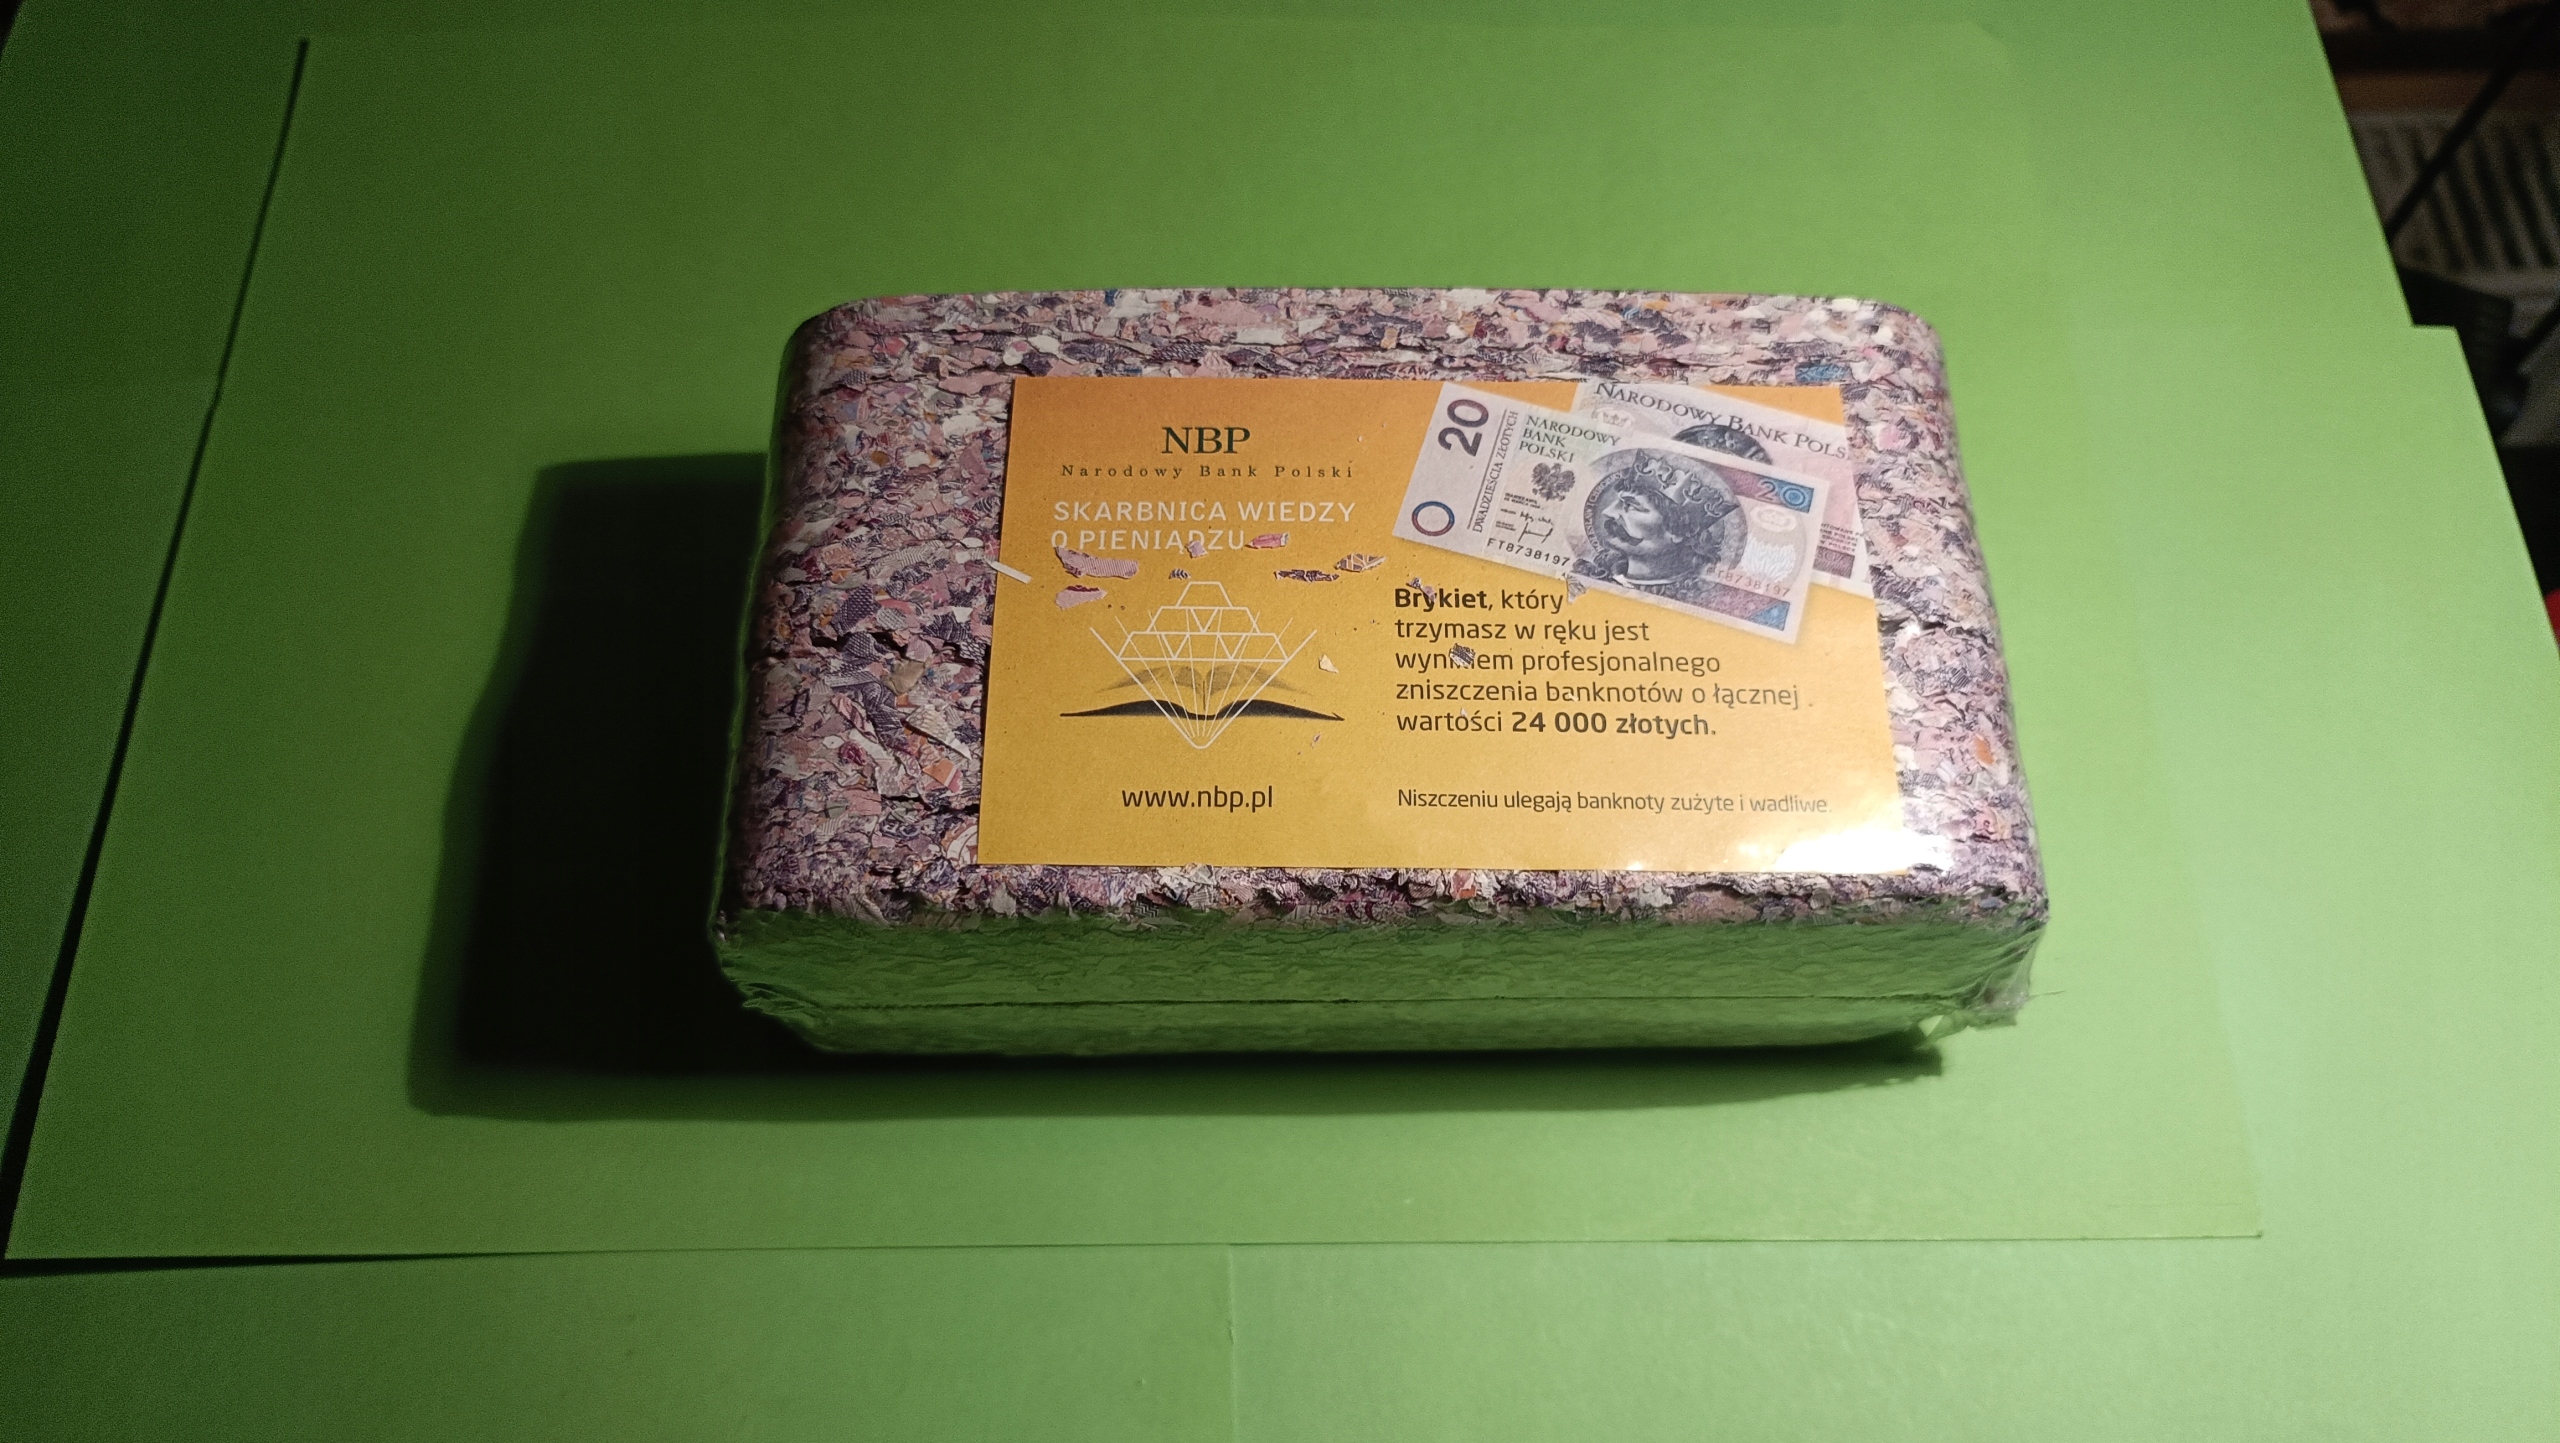 NBP
Narodowy Bank Polski
SKARBNICA WIEDZY
O PIENIĄDZU
www.nbp.pl
20
DWADZIEŚCIA ZŁOTYCH
NARODOWY
BANK
POLSKI
FT8738197
20
FT8738197
NARODOWY BANK POLS
Brykiet, który
trzymasz w ręku jest
wynikiem profesjonalnego
zniszczenia banknotów o łącznej
wartości 24 000 złotych.
Niszczeniu ulegają banknoty zużyte i wadliwe.